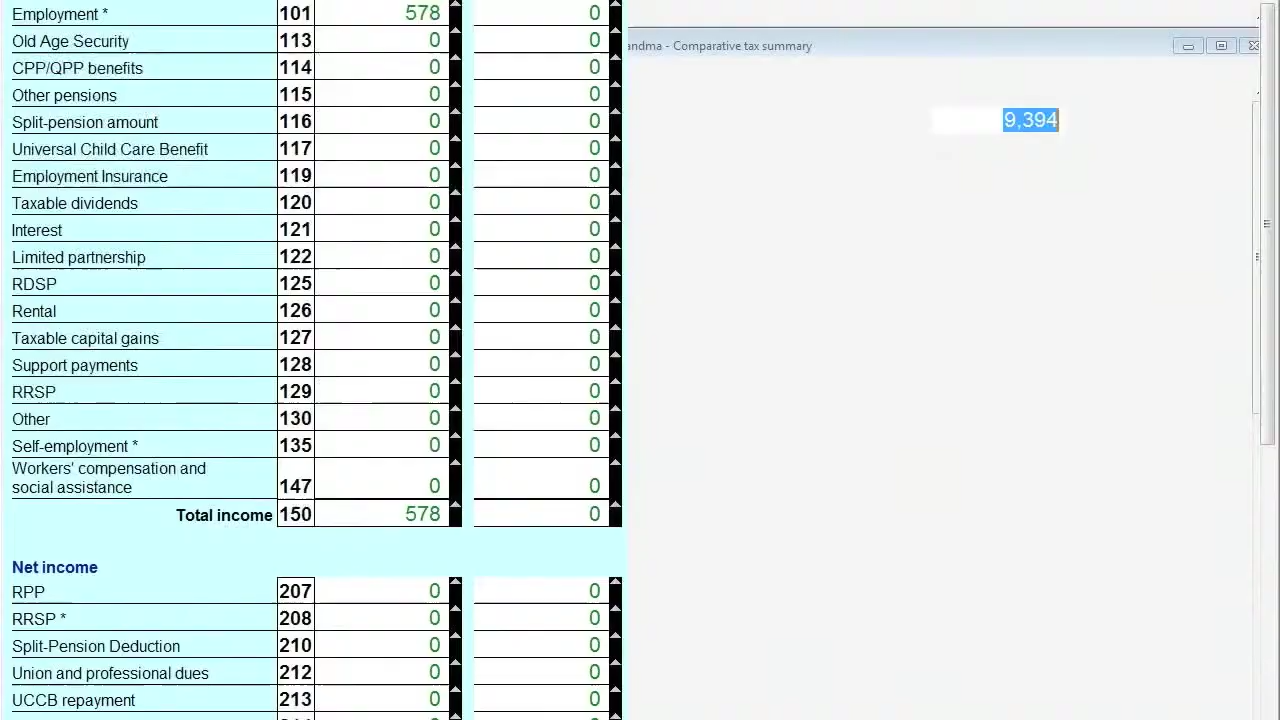 Employment * 101 578 0
Old Age Security 113 0 0
CPP/QPP benefits 114 0 0
Other pensions 115 0 0
Split-pension amount 116 0 0
Universal Child Care Benefit 117 0 0
Employment Insurance 119 0 0
Taxable dividends 120 0 0
Interest 121 0 0
Limited partnership 122 0 0
RDSP 125 0 0
Rental 126 0 0
Taxable capital gains 127 0 0
Support payments 128 0 0
RRSP 129 0 0
Other 130 0 0
Self-employment * 135 0 0
Workers' compensation and
social assistance 147 0 0
Total income 150 578 0
Net income
RPP 207 0 0
RRSP * 208 0 0
Split-Pension Deduction 210 0 0
Union and professional dues 212 0 0
UCCB repayment 213 0 0
andma - Comparative tax summary
9,394